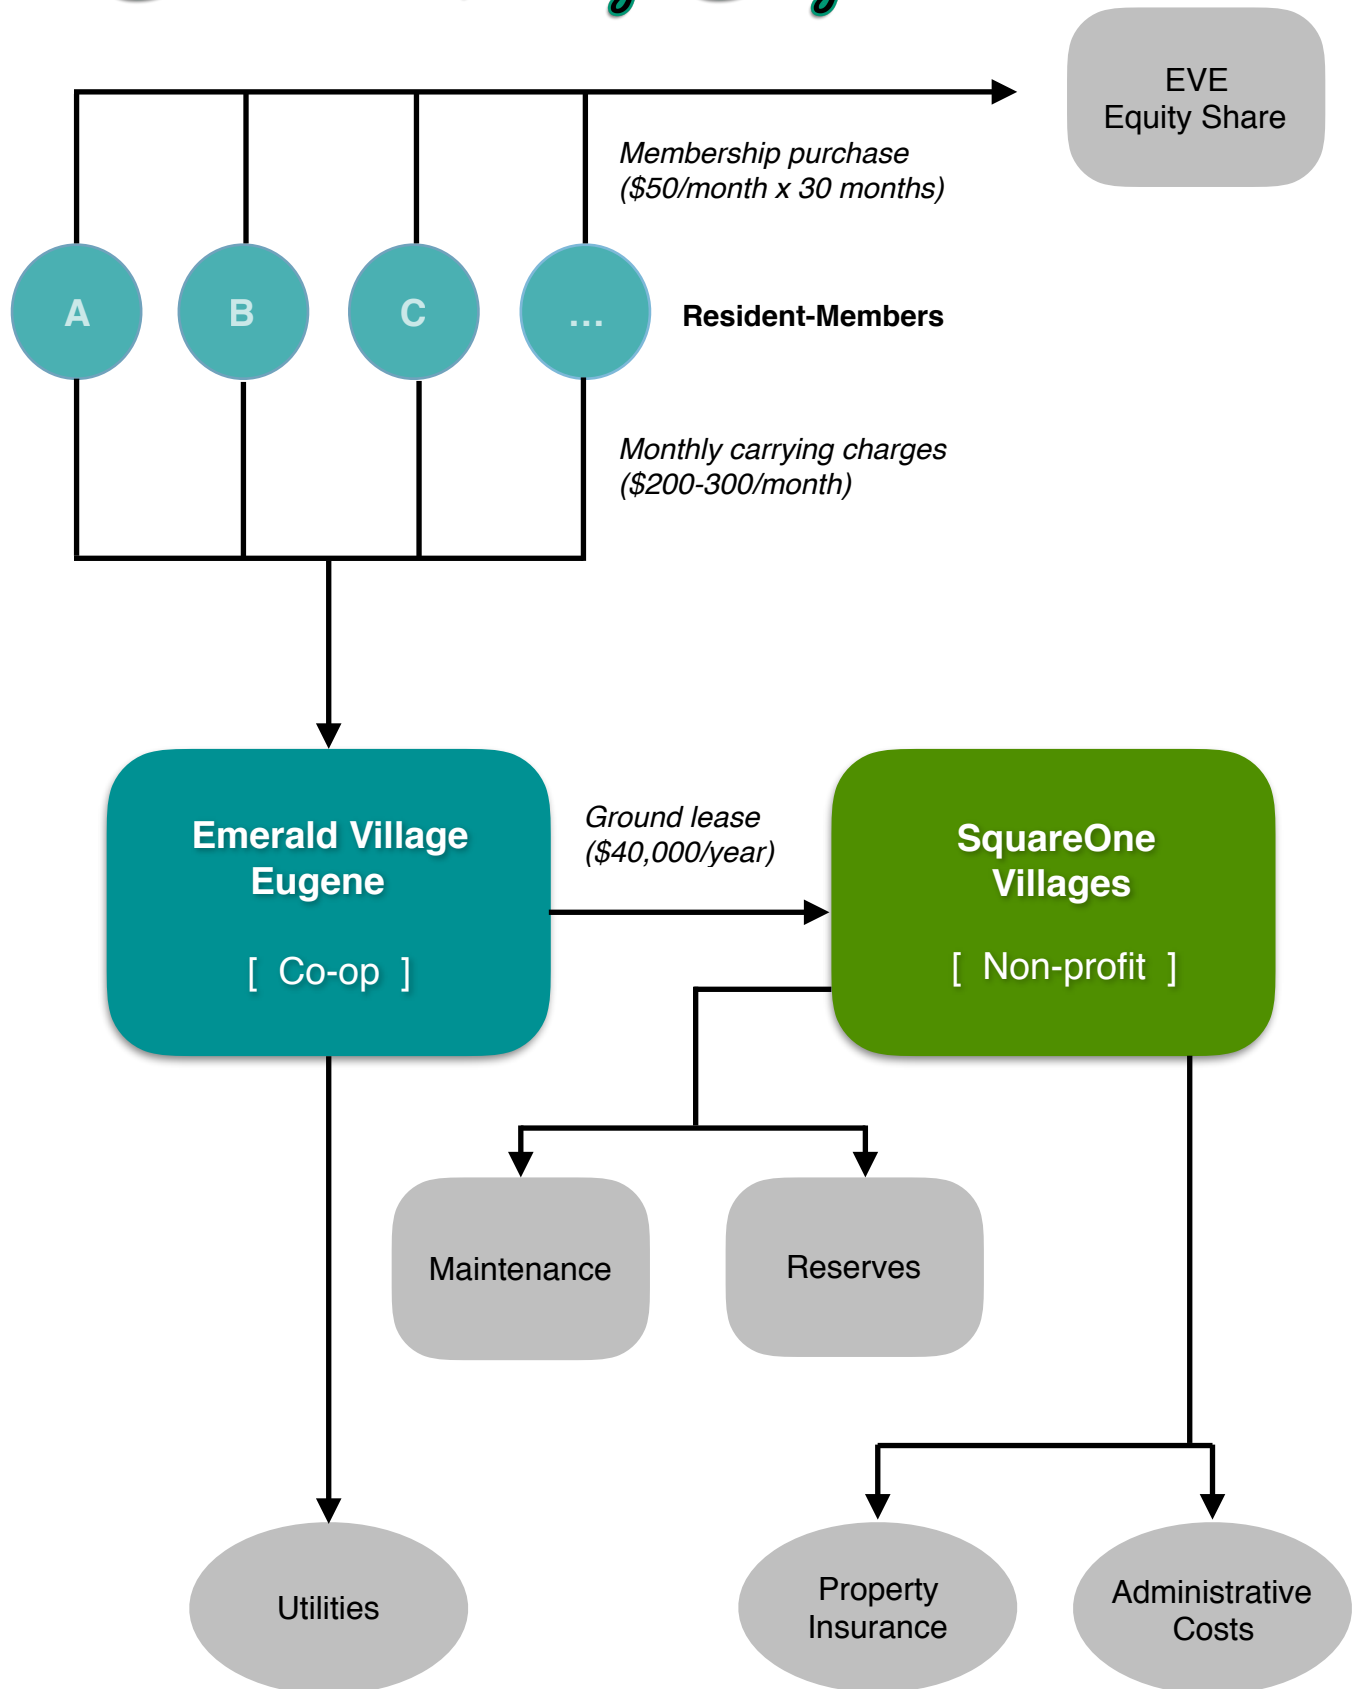 EVE
Equity Share
Membership purchase
($50/month x 30 months)
A
B
C
...
Resident-Members
Monthly carrying charges
($200-300/month)
Emerald Village
Eugene
[ Co-op ]
Ground lease
($40,000/year)
SquareOne
Villages
[ Non-profit ]
Maintenance
Reserves
Utilities
Property
Insurance
Administrative
Costs